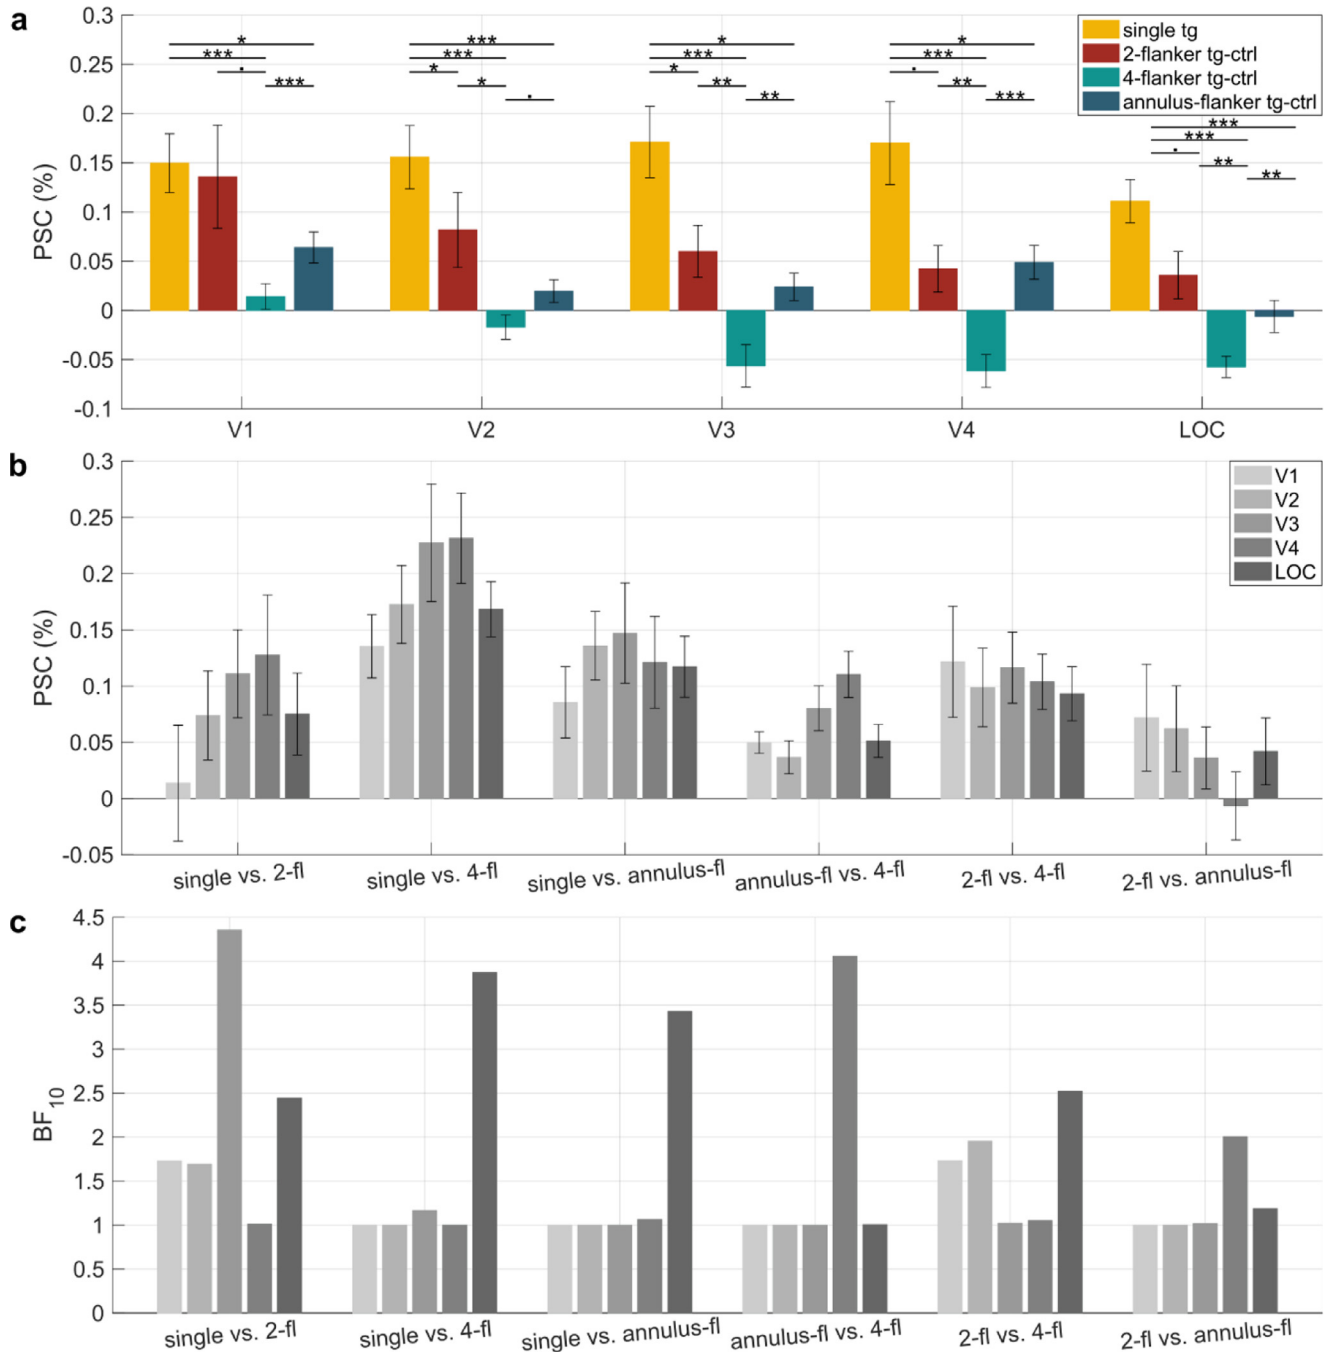 a
0.3
0.25
0.2
0.15
0.1
0.05
0
-0.05
-0.1
PSC (%)
single tg
2-flanker tg-ctrl
4-flanker tg-ctrl
annulus-flanker tg-ctrl
* *** * *
*** *** *** ***
. * * .
*** * ** **
. ** ***
***
***
.
**
**
V1 V2 V3 V4 LOC
b
0.3
0.25
0.2
0.15
0.1
0.05
0
-0.05
PSC (%)
V1
V2
V3
V4
LOC
single vs. 2-fl single vs. 4-fl single vs. annulus-fl annulus-fl vs. 4-fl 2-fl vs. 4-fl 2-fl vs. annulus-fl
c
4.5
4
3.5
3
2.5
2
1.5
1
0.5
0
BF10
single vs. 2-fl single vs. 4-fl single vs. annulus-fl annulus-fl vs. 4-fl 2-fl vs. 4-fl 2-fl vs. annulus-fl